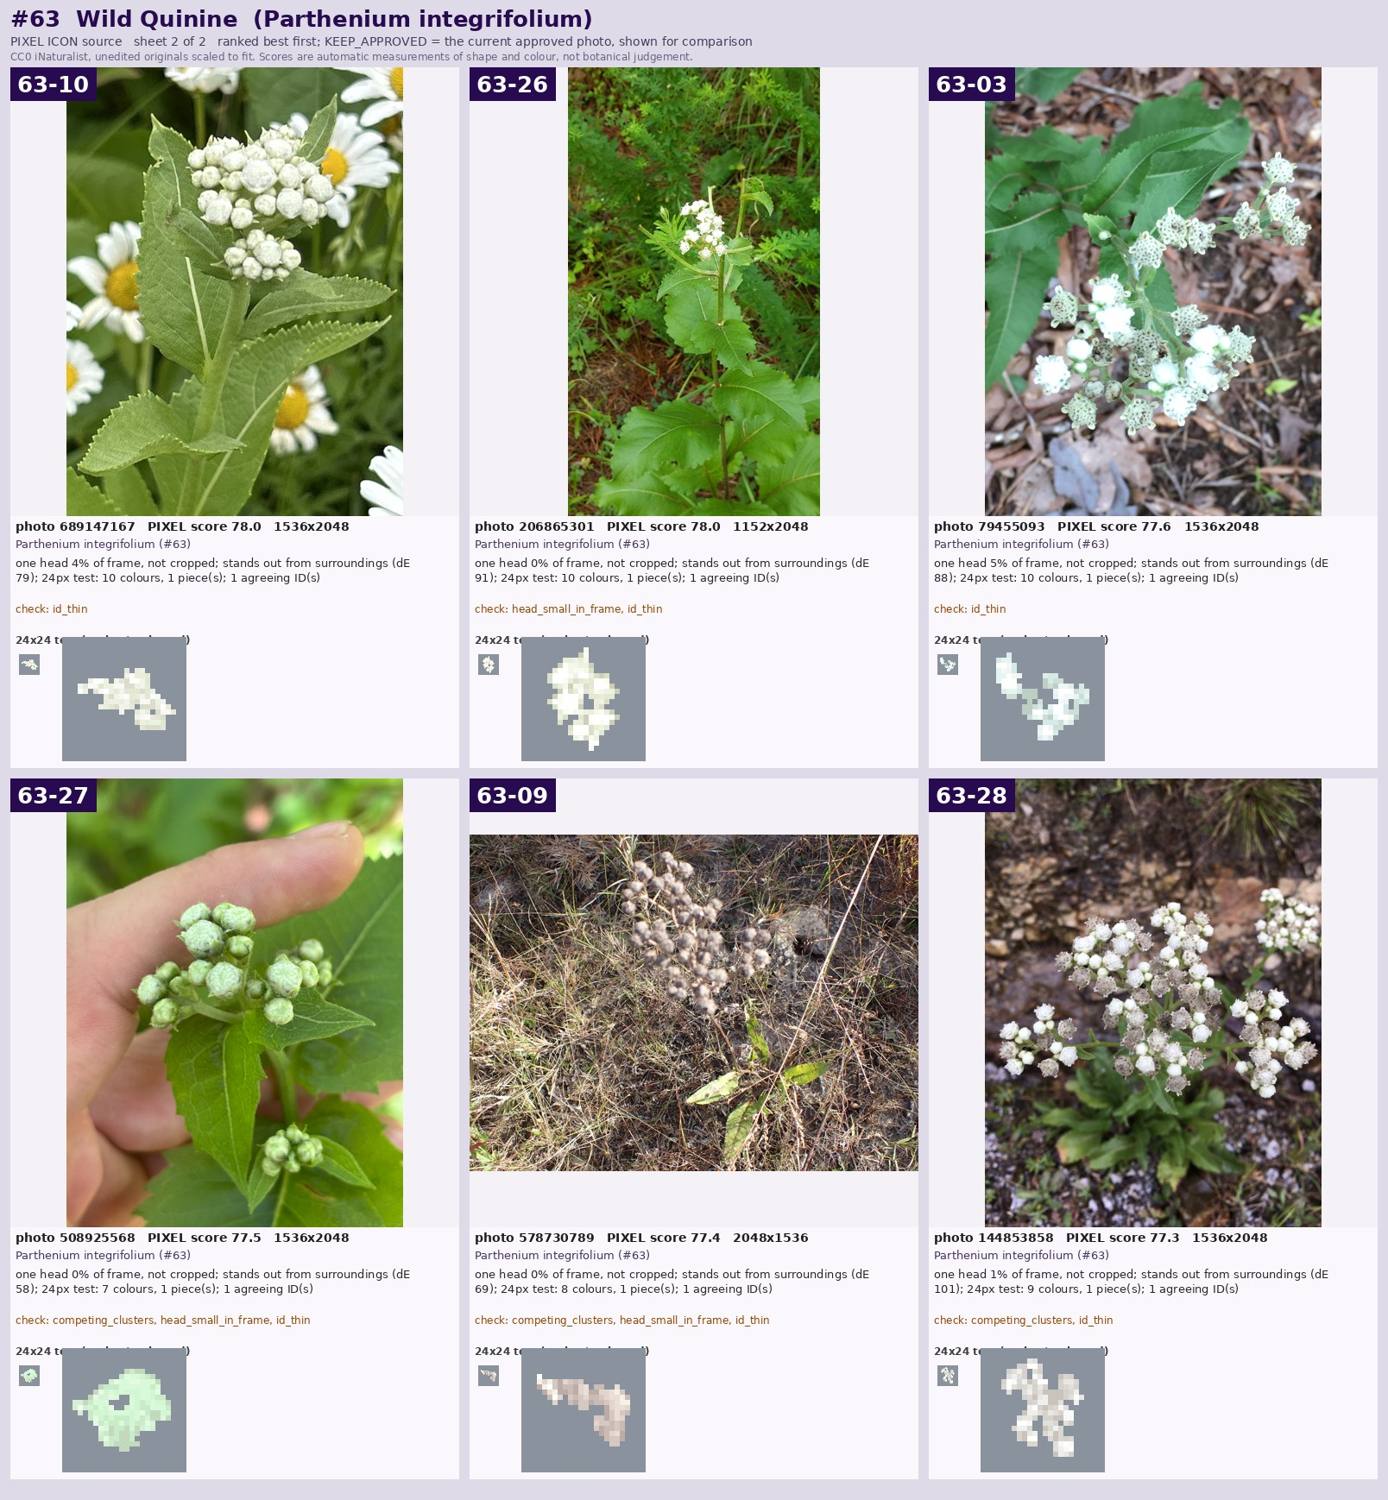 #63 Wild Quinine (Parthenium integrifolium)
PIXEL ICON source sheet 2 of 2 ranked best first; KEEP_APPROVED = the current approved photo, shown for comparison
CC0 iNaturalist, unedited originals scaled to fit. Scores are automatic measurements of shape and colour, not botanical judgement.
63-10
photo 689147167 PIXEL score 78.0 1536x2048
Parthenium integrifolium (#63)
one head 4% of frame, not cropped; stands out from surroundings (dE
79); 24px test: 10 colours, 1 piece(s); 1 agreeing ID(s)
check: id_thin
24x24
63-26
photo 206865301 PIXEL score 78.0 1152x2048
Parthenium integrifolium (#63)
one head 0% of frame, not cropped; stands out from surroundings (dE
91); 24px test: 10 colours, 1 piece(s); 1 agreeing ID(s)
check: head_small_in_frame, id_thin
24x24
63-03
photo 79455093 PIXEL score 77.6 1536x2048
Parthenium integrifolium (#63)
one head 5% of frame, not cropped; stands out from surroundings (dE
88); 24px test: 10 colours, 1 piece(s); 1 agreeing ID(s)
check: id_thin
24x24
63-27
photo 508925568 PIXEL score 77.5 1536x2048
Parthenium integrifolium (#63)
one head 0% of frame, not cropped; stands out from surroundings (dE
58); 24px test: 7 colours, 1 piece(s); 1 agreeing ID(s)
check: competing_clusters, head_small_in_frame, id_thin
24x24
63-09
photo 578730789 PIXEL score 77.4 2048x1536
Parthenium integrifolium (#63)
one head 0% of frame, not cropped; stands out from surroundings (dE
69); 24px test: 8 colours, 1 piece(s); 1 agreeing ID(s)
check: competing_clusters, head_small_in_frame, id_thin
24x24
63-28
photo 144853858 PIXEL score 77.3 1536x2048
Parthenium integrifolium (#63)
one head 1% of frame, not cropped; stands out from surroundings (dE
101); 24px test: 9 colours, 1 piece(s); 1 agreeing ID(s)
check: competing_clusters, id_thin
24x24